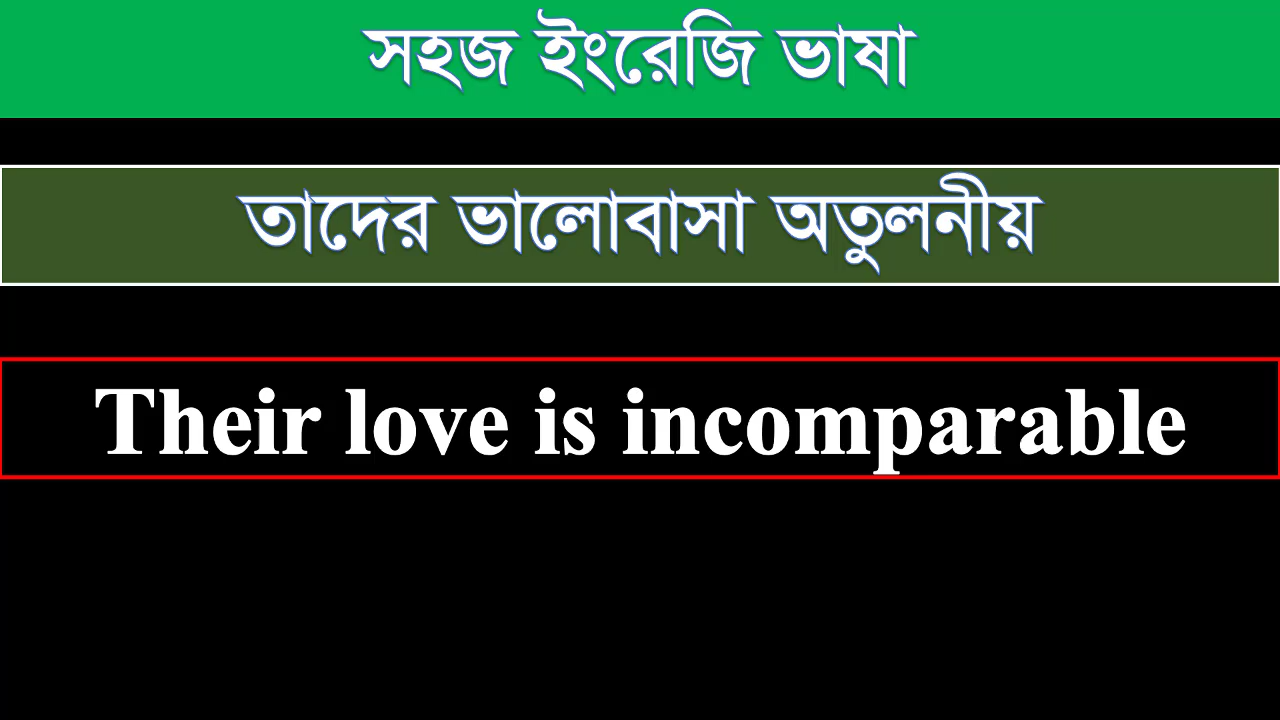 সহজ ইংরেজি ভাষা
তাদের ভালোবাসা অতুলনীয়
Their love is incomparable